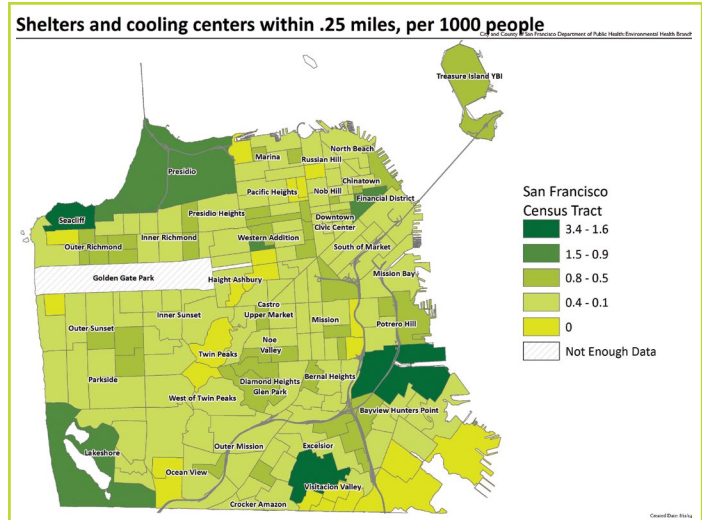 Shelters and cooling centers within .25 miles, per 1000 people
City and County of San Francisco Department of Public Health: Environmental Health Branch
Treasure Island YBI
North Beach
Marina
Russian Hill
Presidio
Chinatown
Pacific Heights
Nob Hill
Financial District
Seacliff
Presidio Heights
Downtown
Civic Center
Outer Richmond
Inner Richmond
Western Addition
South of Market
Golden Gate Park
Haight Ashbury
Mission Bay
Castro
Upper Market
Inner Sunset
Mission
Potrero Hill
Outer Sunset
Noe
Valley
Twin Peaks
Parkside
Diamond Heights
Glen Park
Bernal Heights
West of Twin Peaks
Bayview Hunters Point
Lakeshore
Outer Mission
Excelsior
Ocean View
Visitacion Valley
Crocker Amazon
San Francisco
Census Tract
3.4 - 1.6
1.5 - 0.9
0.8 - 0.5
0.4 - 0.1
0
Not Enough Data